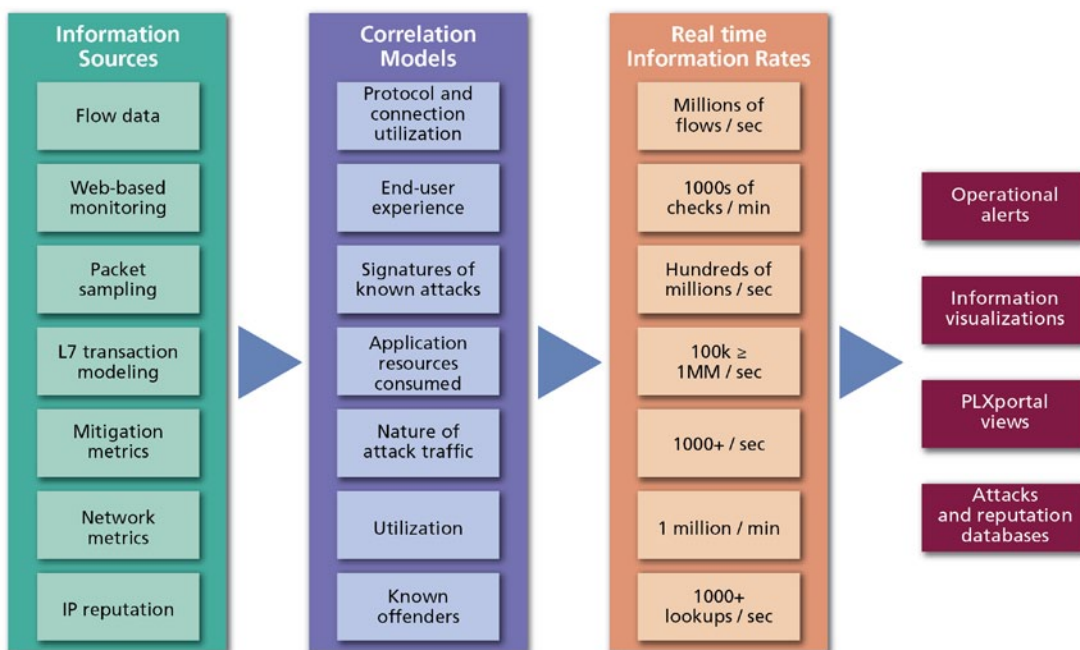 Information
Sources
Flow data
Web-based
monitoring
Packet
sampling
L7 transaction
modeling
Mitigation
metrics
Network
metrics
IP reputation
Correlation
Models
Protocol and
connection
utilization
End-user
experience
Signatures of
known attacks
Application
resources
consumed
Nature of
attack traffic
Utilization
Known
offenders
Real time
Information Rates
Millions of
flows / sec
1000s of
checks / min
Hundreds of
millions / sec
100k ≥
1MM / sec
1000+ / sec
1 million / min
1000+
lookups / sec
Operational
alerts
Information
visualizations
PLXportal
views
Attacks
and reputation
databases